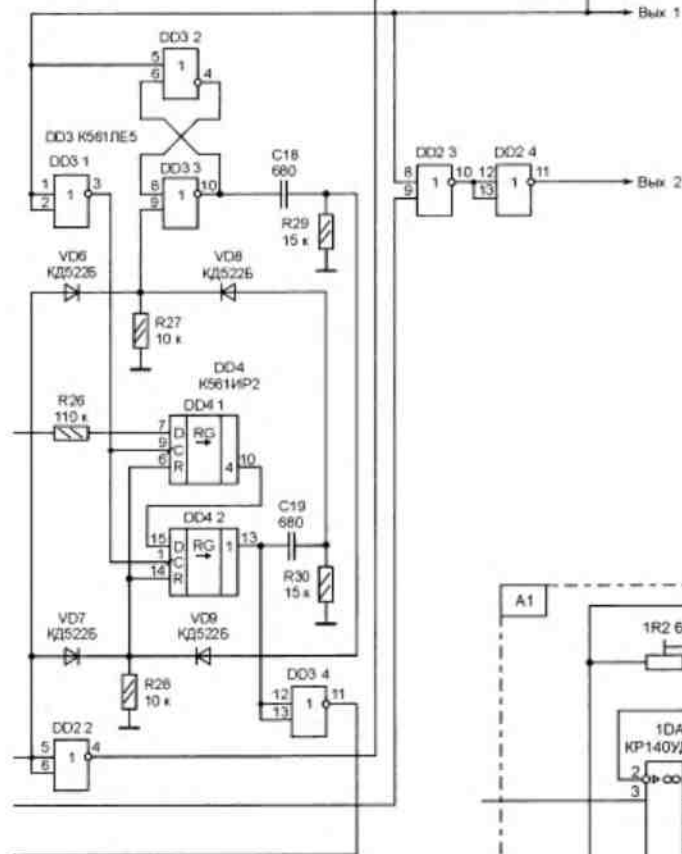 Вых 1
DD3 2
5
6
1
4
DD3 К561ЛЕ5
DD3 1
1
2
1
3
DD3 3
8
9
1
10
C18
680
R29
15 к
DD2 3
8
9
1
10
DD2 4
12
13
1
11
Вых 2
VD6
КД522Б
VD8
КД522Б
R27
10 к
DD4
К561ИР2
R26
110 к
DD4 1
7
9
6
D
C
R
RG
4
10
DD4 2
15
1
14
D
C
R
RG
1
13
C19
680
R30
15 к
VD7
КД522Б
VD9
КД522Б
R28
10 к
DD3 4
12
13
1
11
DD2 2
5
6
1
4
A1
1R2 6
1DA
КР140УД
2
3